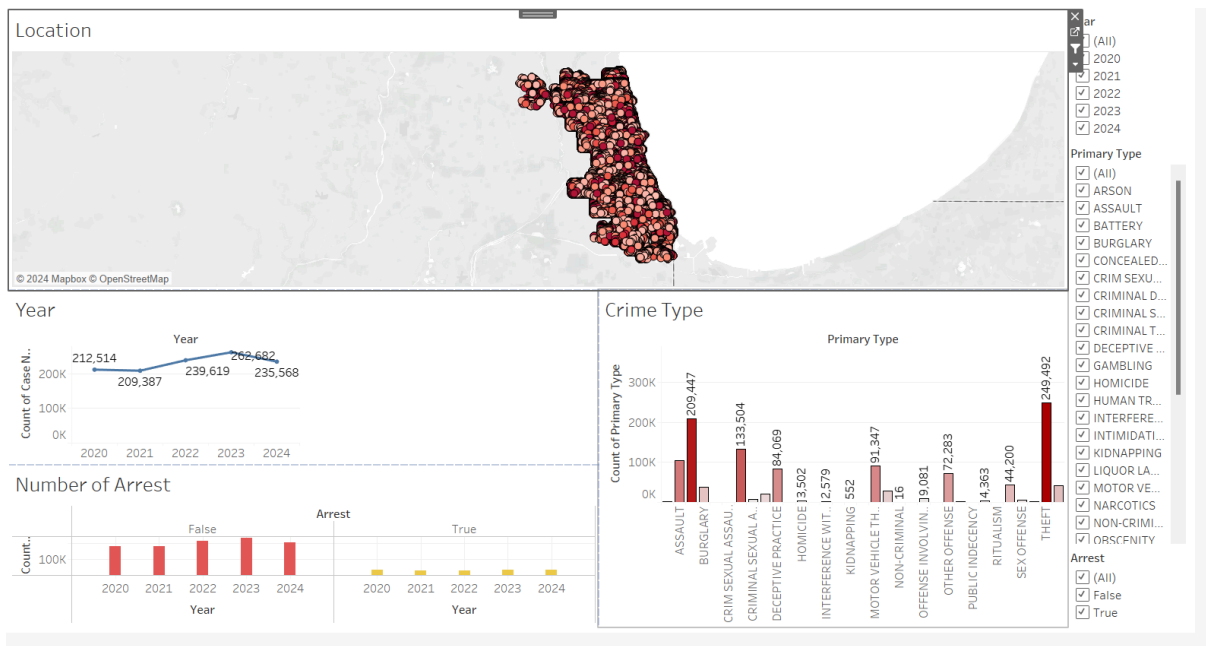 Location
© 2024 Mapbox © OpenStreetMap
ar
(All)
2020
2021
2022
2023
2024
Primary Type
(All)
ARSON
ASSAULT
BATTERY
BURGLARY
CONCEALED...
CRIM SEXU...
CRIMINAL D...
CRIMINAL S...
CRIMINAL T...
DECEPTIVE ...
GAMBLING
HOMICIDE
HUMAN TR...
INTERFERE...
INTIMIDATI...
KIDNAPPING
LIQUOR LA...
MOTOR VE...
NARCOTICS
NON-CRIMI...
OBSCENITY
Arrest
(All)
False
True
Year
Year
Count of Case N...
200K
100K
0K
212,514
209,387
239,619
262,682
235,568
2020 2021 2022 2023 2024
Number of Arrest
Arrest
False True
Count..
100K
2020 2021 2022 2023 2024 2020 2021 2022 2023 2024
Year Year
Crime Type
Primary Type
Count of Primary Type
300K
200K
100K
0K
209,447
133,504
84,069
3,502
2,579
552
91,347
16
9,081
72,283
4,363
44,200
249,492
ASSAULT
BURGLARY
CRIM SEXUAL ASSAU..
CRIMINAL SEXUAL A..
DECEPTIVE PRACTICE
HOMICIDE
INTERFERENCE WIT..
KIDNAPPING
MOTOR VEHICLE TH..
NON-CRIMINAL
OFFENSE INVOLVIN..
OTHER OFFENSE
PUBLIC INDECENCY
RITUALISM
SEX OFFENSE
THEFT